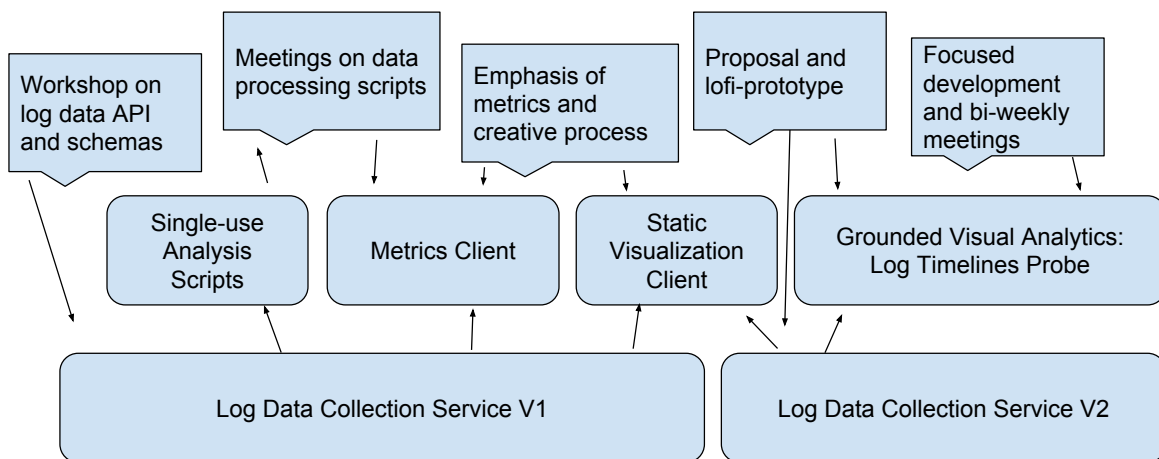 Workshop on
log data API
and schemas
Meetings on data
processing scripts
Emphasis of
metrics and
creative process
Proposal and
lofi-prototype
Focused
development
and bi-weekly
meetings
Single-use
Analysis
Scripts
Metrics Client
Static
Visualization
Client
Grounded Visual Analytics:
Log Timelines Probe
Log Data Collection Service V1
Log Data Collection Service V2